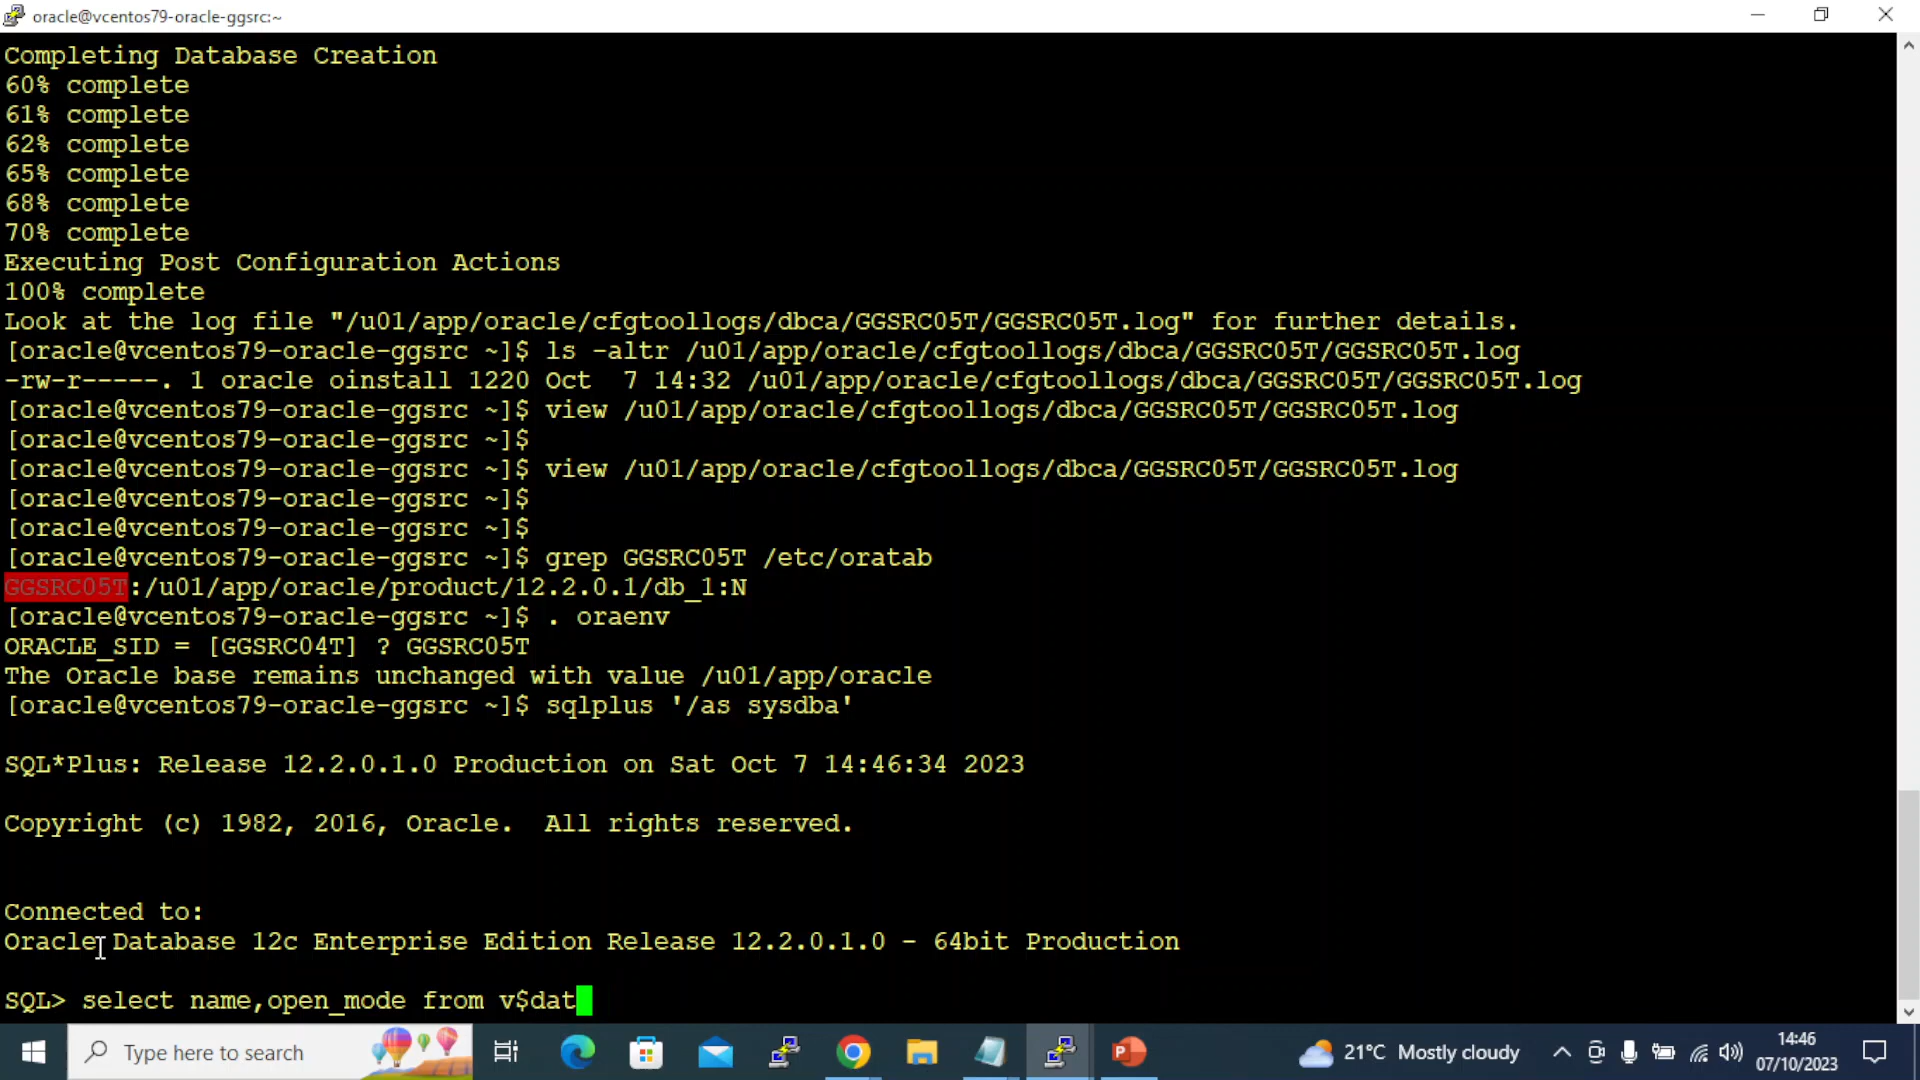 oracle@vcentos79-oracle-ggsrc:~
Completing Database Creation
60% complete
61% complete
62% complete
65% complete
68% complete
70% complete
Executing Post Configuration Actions
100% complete
Look at the log file "/u01/app/oracle/cfgtoollogs/dbca/GGSRC05T/GGSRC05T.log" for further details.
[oracle@vcentos79-oracle-ggsrc ~]$ ls -altr /u01/app/oracle/cfgtoollogs/dbca/GGSRC05T/GGSRC05T.log
-rw-r-----. 1 oracle oinstall 1220 Oct  7 14:32 /u01/app/oracle/cfgtoollogs/dbca/GGSRC05T/GGSRC05T.log
[oracle@vcentos79-oracle-ggsrc ~]$ view /u01/app/oracle/cfgtoollogs/dbca/GGSRC05T/GGSRC05T.log
[oracle@vcentos79-oracle-ggsrc ~]$
[oracle@vcentos79-oracle-ggsrc ~]$ view /u01/app/oracle/cfgtoollogs/dbca/GGSRC05T/GGSRC05T.log
[oracle@vcentos79-oracle-ggsrc ~]$
[oracle@vcentos79-oracle-ggsrc ~]$
[oracle@vcentos79-oracle-ggsrc ~]$ grep GGSRC05T /etc/oratab
GGSRC05T:/u01/app/oracle/product/12.2.0.1/db_1:N
[oracle@vcentos79-oracle-ggsrc ~]$ . oraenv
ORACLE_SID = [GGSRC04T] ? GGSRC05T
The Oracle base remains unchanged with value /u01/app/oracle
[oracle@vcentos79-oracle-ggsrc ~]$ sqlplus '/as sysdba'
SQL*Plus: Release 12.2.0.1.0 Production on Sat Oct 7 14:46:34 2023
Copyright (c) 1982, 2016, Oracle.  All rights reserved.
Connected to:
Oracle Database 12c Enterprise Edition Release 12.2.0.1.0 - 64bit Production
SQL> select name,open_mode from v$dat
Type here to search
21°C Mostly cloudy
14:46
07/10/2023